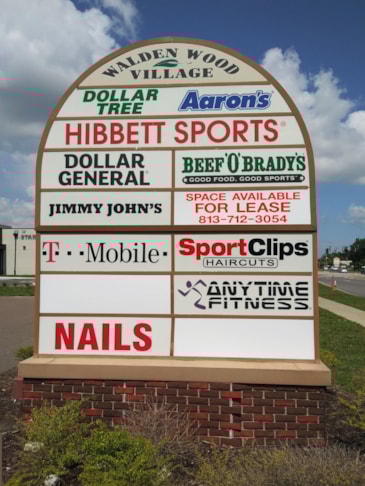 WALDEN WOOD
VILLAGE
DOLLAR TREE
Aaron's
HIBBETT SPORTS
DOLLAR
GENERAL
BEEF 'O' BRADY'S
GOOD FOOD. GOOD SPORTS
JIMMY JOHN'S
SPACE AVAILABLE
FOR LEASE
813-712-3054
T··Mobile·
SportClips
HAIRCUTS
ANYTIME
FITNESS
NAILS